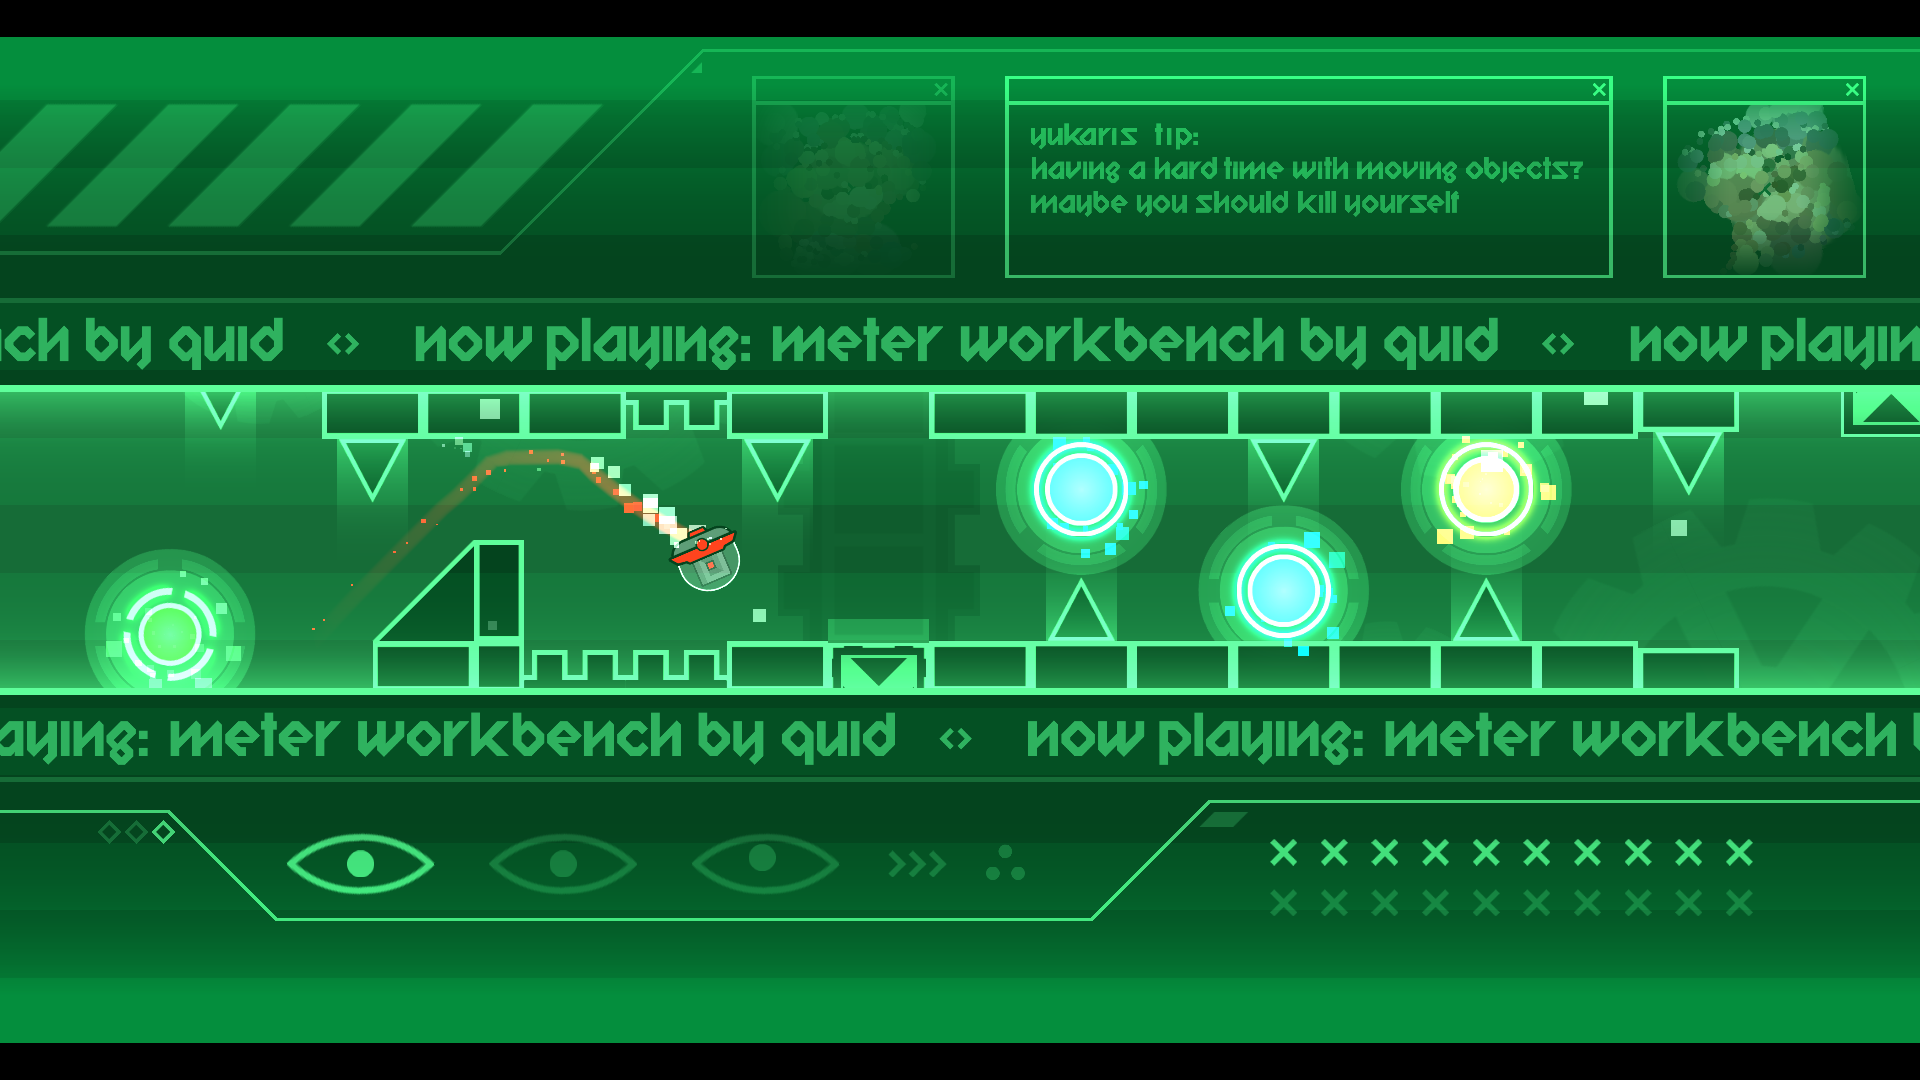 yukaris tip:
having a hard time with moving objects?
maybe you should kill yourself
ch by quid <> now playing: meter workbench by quid <> now playin
aying: meter workbench by quid <> now playing: meter workbench b